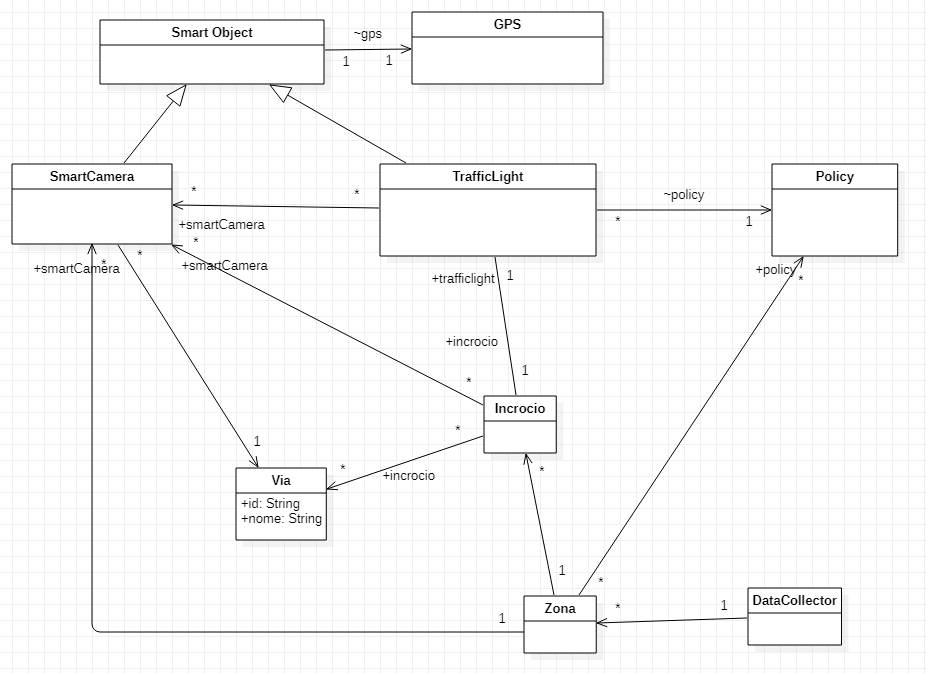 Smart Object
~gps
1
1
GPS
SmartCamera
*
*
+smartCamera
TrafficLight
*
~policy
1
Policy
+smartCamera
*
*
*
+smartCamera
+trafficlight
1
+policy
*
+incrocio
1
*
Incrocio
*
1
*
+incrocio
*
Via
+id: String
+nome: String
1
*
Zona
1
*
1
DataCollector